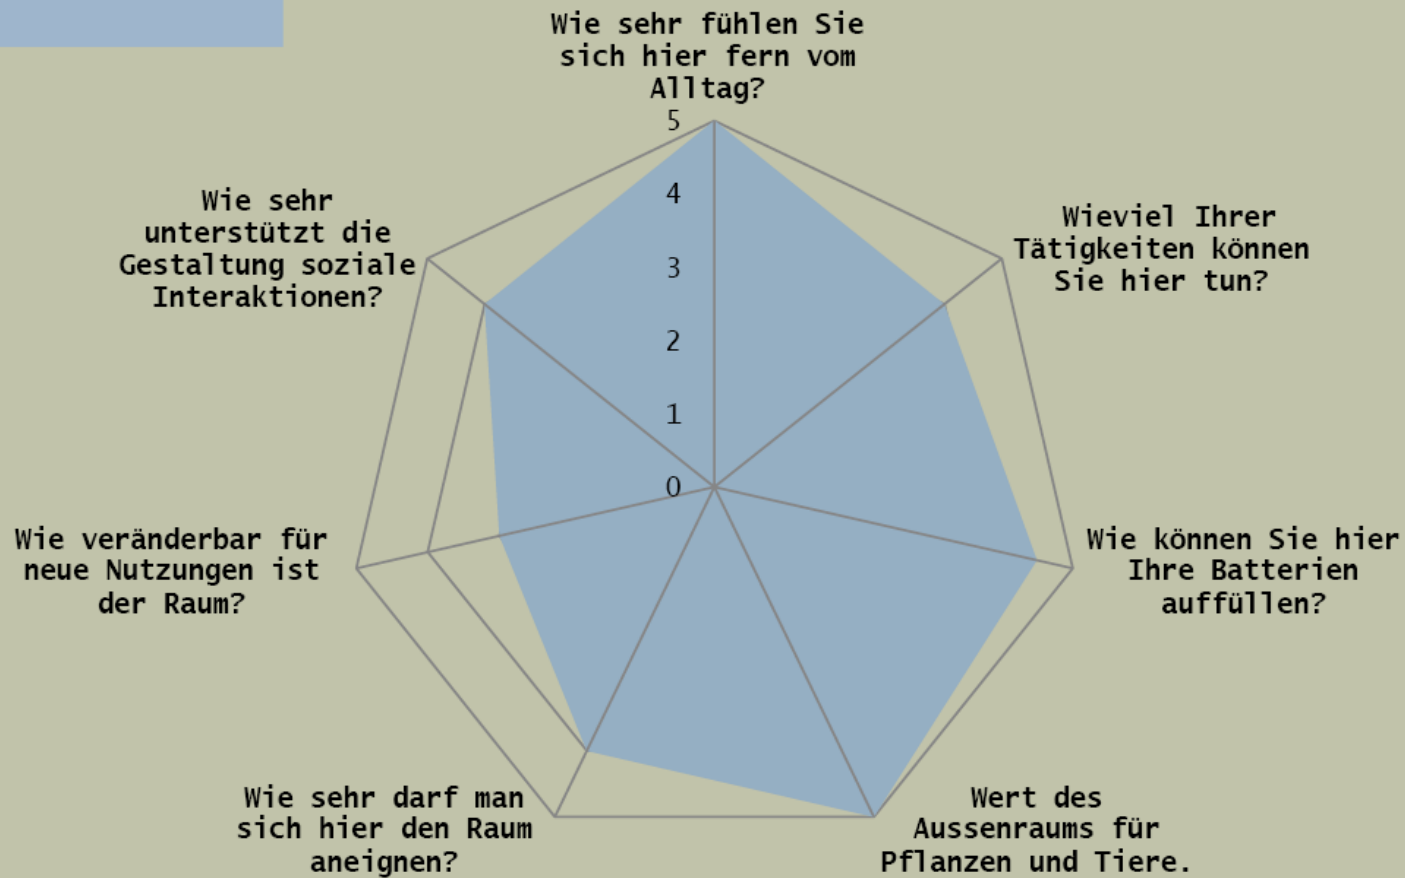 Wie sehr fühlen Sie
sich hier fern vom
Alltag?
5
4
3
2
1
0
Wieviel Ihrer
Tätigkeiten können
Sie hier tun?
Wie können Sie hier
Ihre Batterien
auffüllen?
Wert des
Aussenraums für
Pflanzen und Tiere.
Wie sehr darf man
sich hier den Raum
aneignen?
Wie veränderbar für
neue Nutzungen ist
der Raum?
Wie sehr
unterstützt die
Gestaltung soziale
Interaktionen?